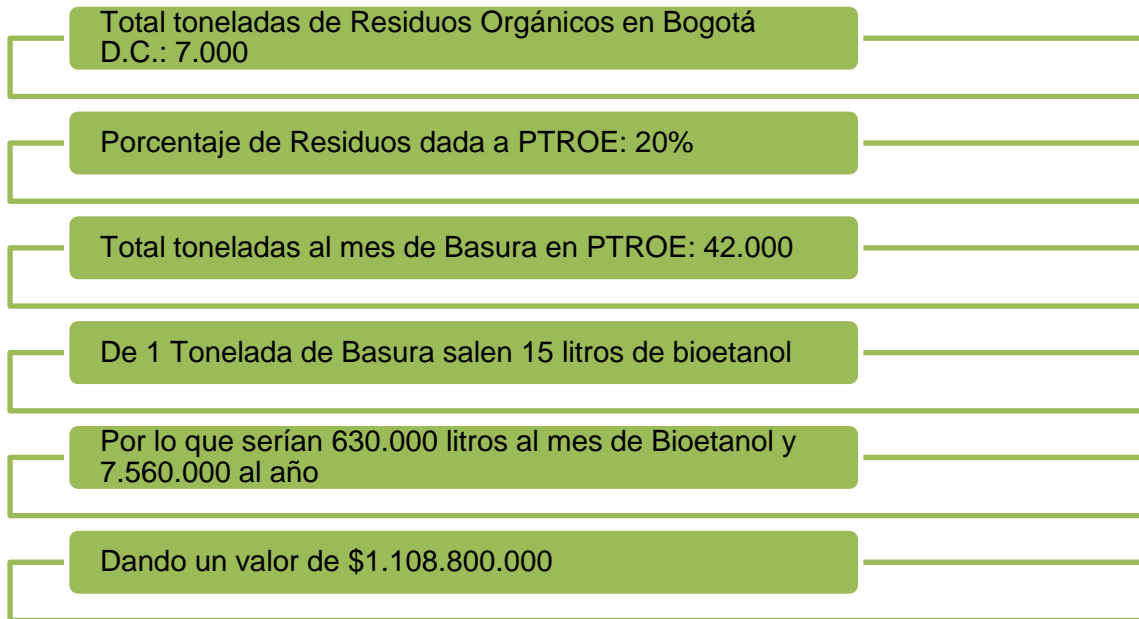 Total toneladas de Residuos Orgánicos en Bogotá
D.C.: 7.000
Porcentaje de Residuos dada a PTROE: 20%
Total toneladas al mes de Basura en PTROE: 42.000
De 1 Tonelada de Basura salen 15 litros de bioetanol
Por lo que serían 630.000 litros al mes de Bioetanol y
7.560.000 al año
Dando un valor de $1.108.800.000